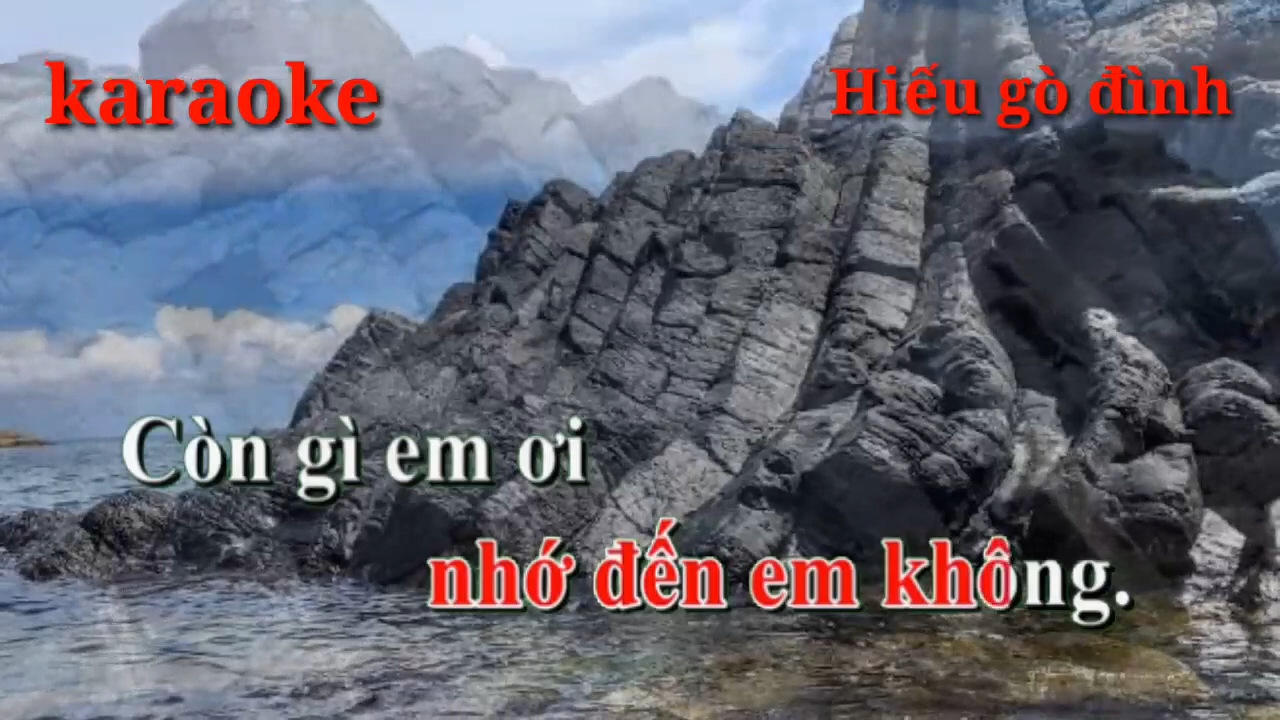 karaoke
Hiếu gò đình
Còn gì em ơi
nhớ đến em không.